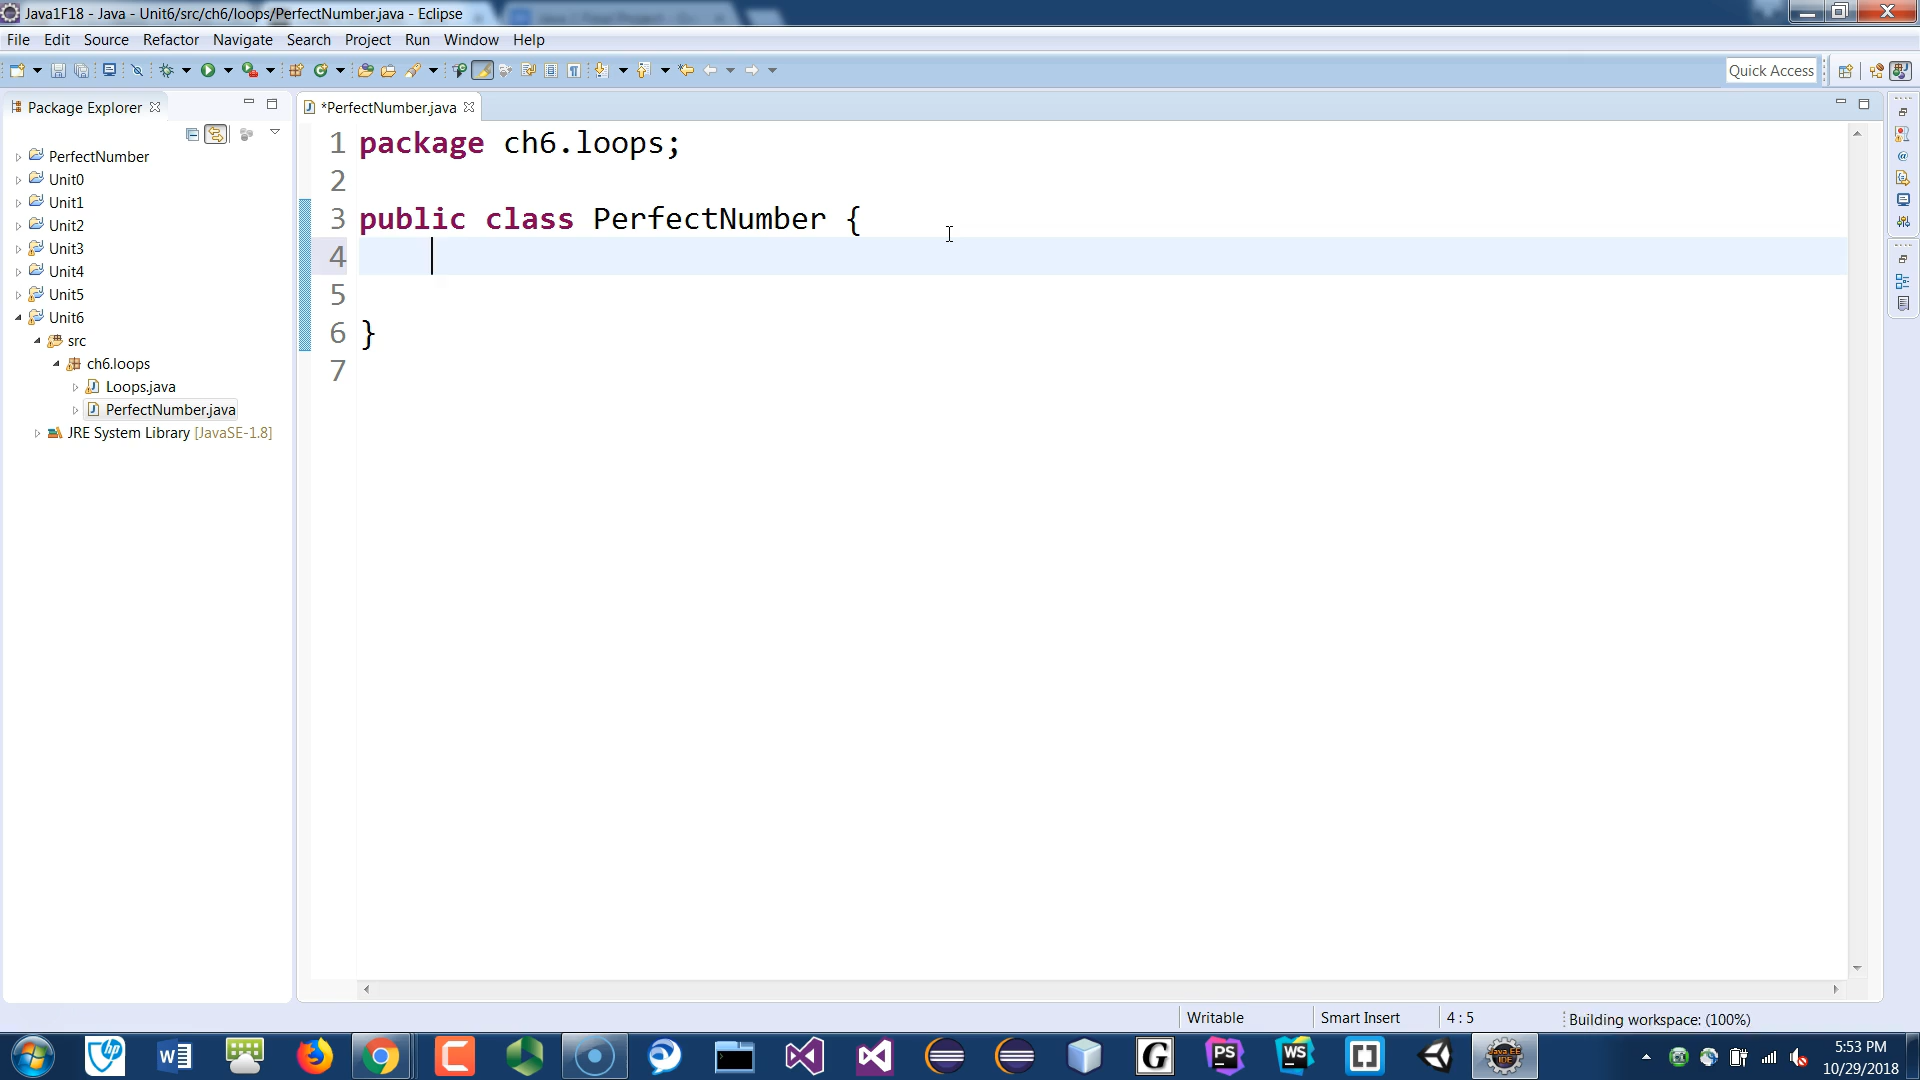 Java1F18 - Java - Unit6/src/ch6/loops/PerfectNumber.java - Eclipse
File Edit Source Refactor Navigate Search Project Run Window Help
Quick Access
Package Explorer
*PerfectNumber.java
PerfectNumber
Unit0
Unit1
Unit2
Unit3
Unit4
Unit5
Unit6
src
ch6.loops
Loops.java
PerfectNumber.java
JRE System Library [JavaSE-1.8]
1 package ch6.loops;
2
3 public class PerfectNumber {
4
5
6 }
7
Writable Smart Insert 4 : 5 Building workspace: (100%)
5:53 PM
10/29/2018